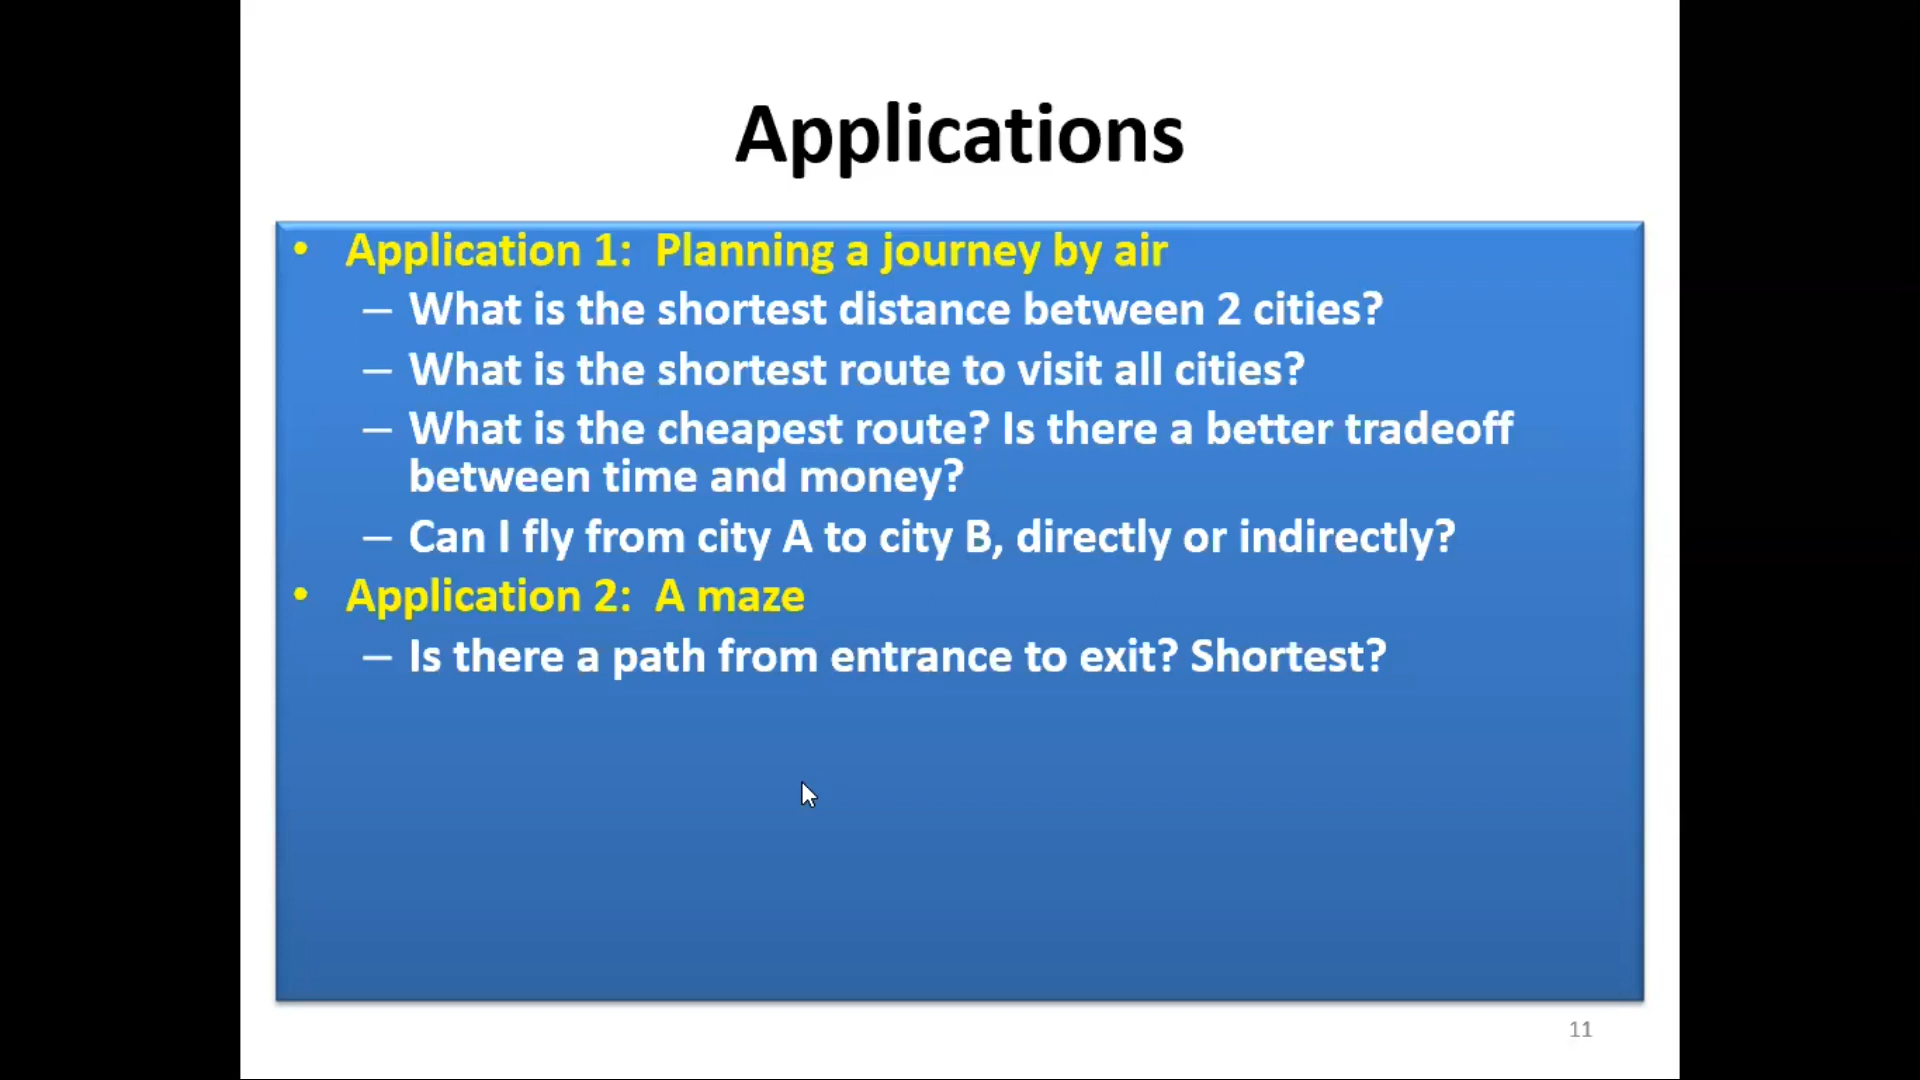 Applications
• Application 1: Planning a journey by air
– What is the shortest distance between 2 cities?
– What is the shortest route to visit all cities?
– What is the cheapest route? Is there a better tradeoff
between time and money?
– Can I fly from city A to city B, directly or indirectly?
• Application 2: A maze
– Is there a path from entrance to exit? Shortest?
11